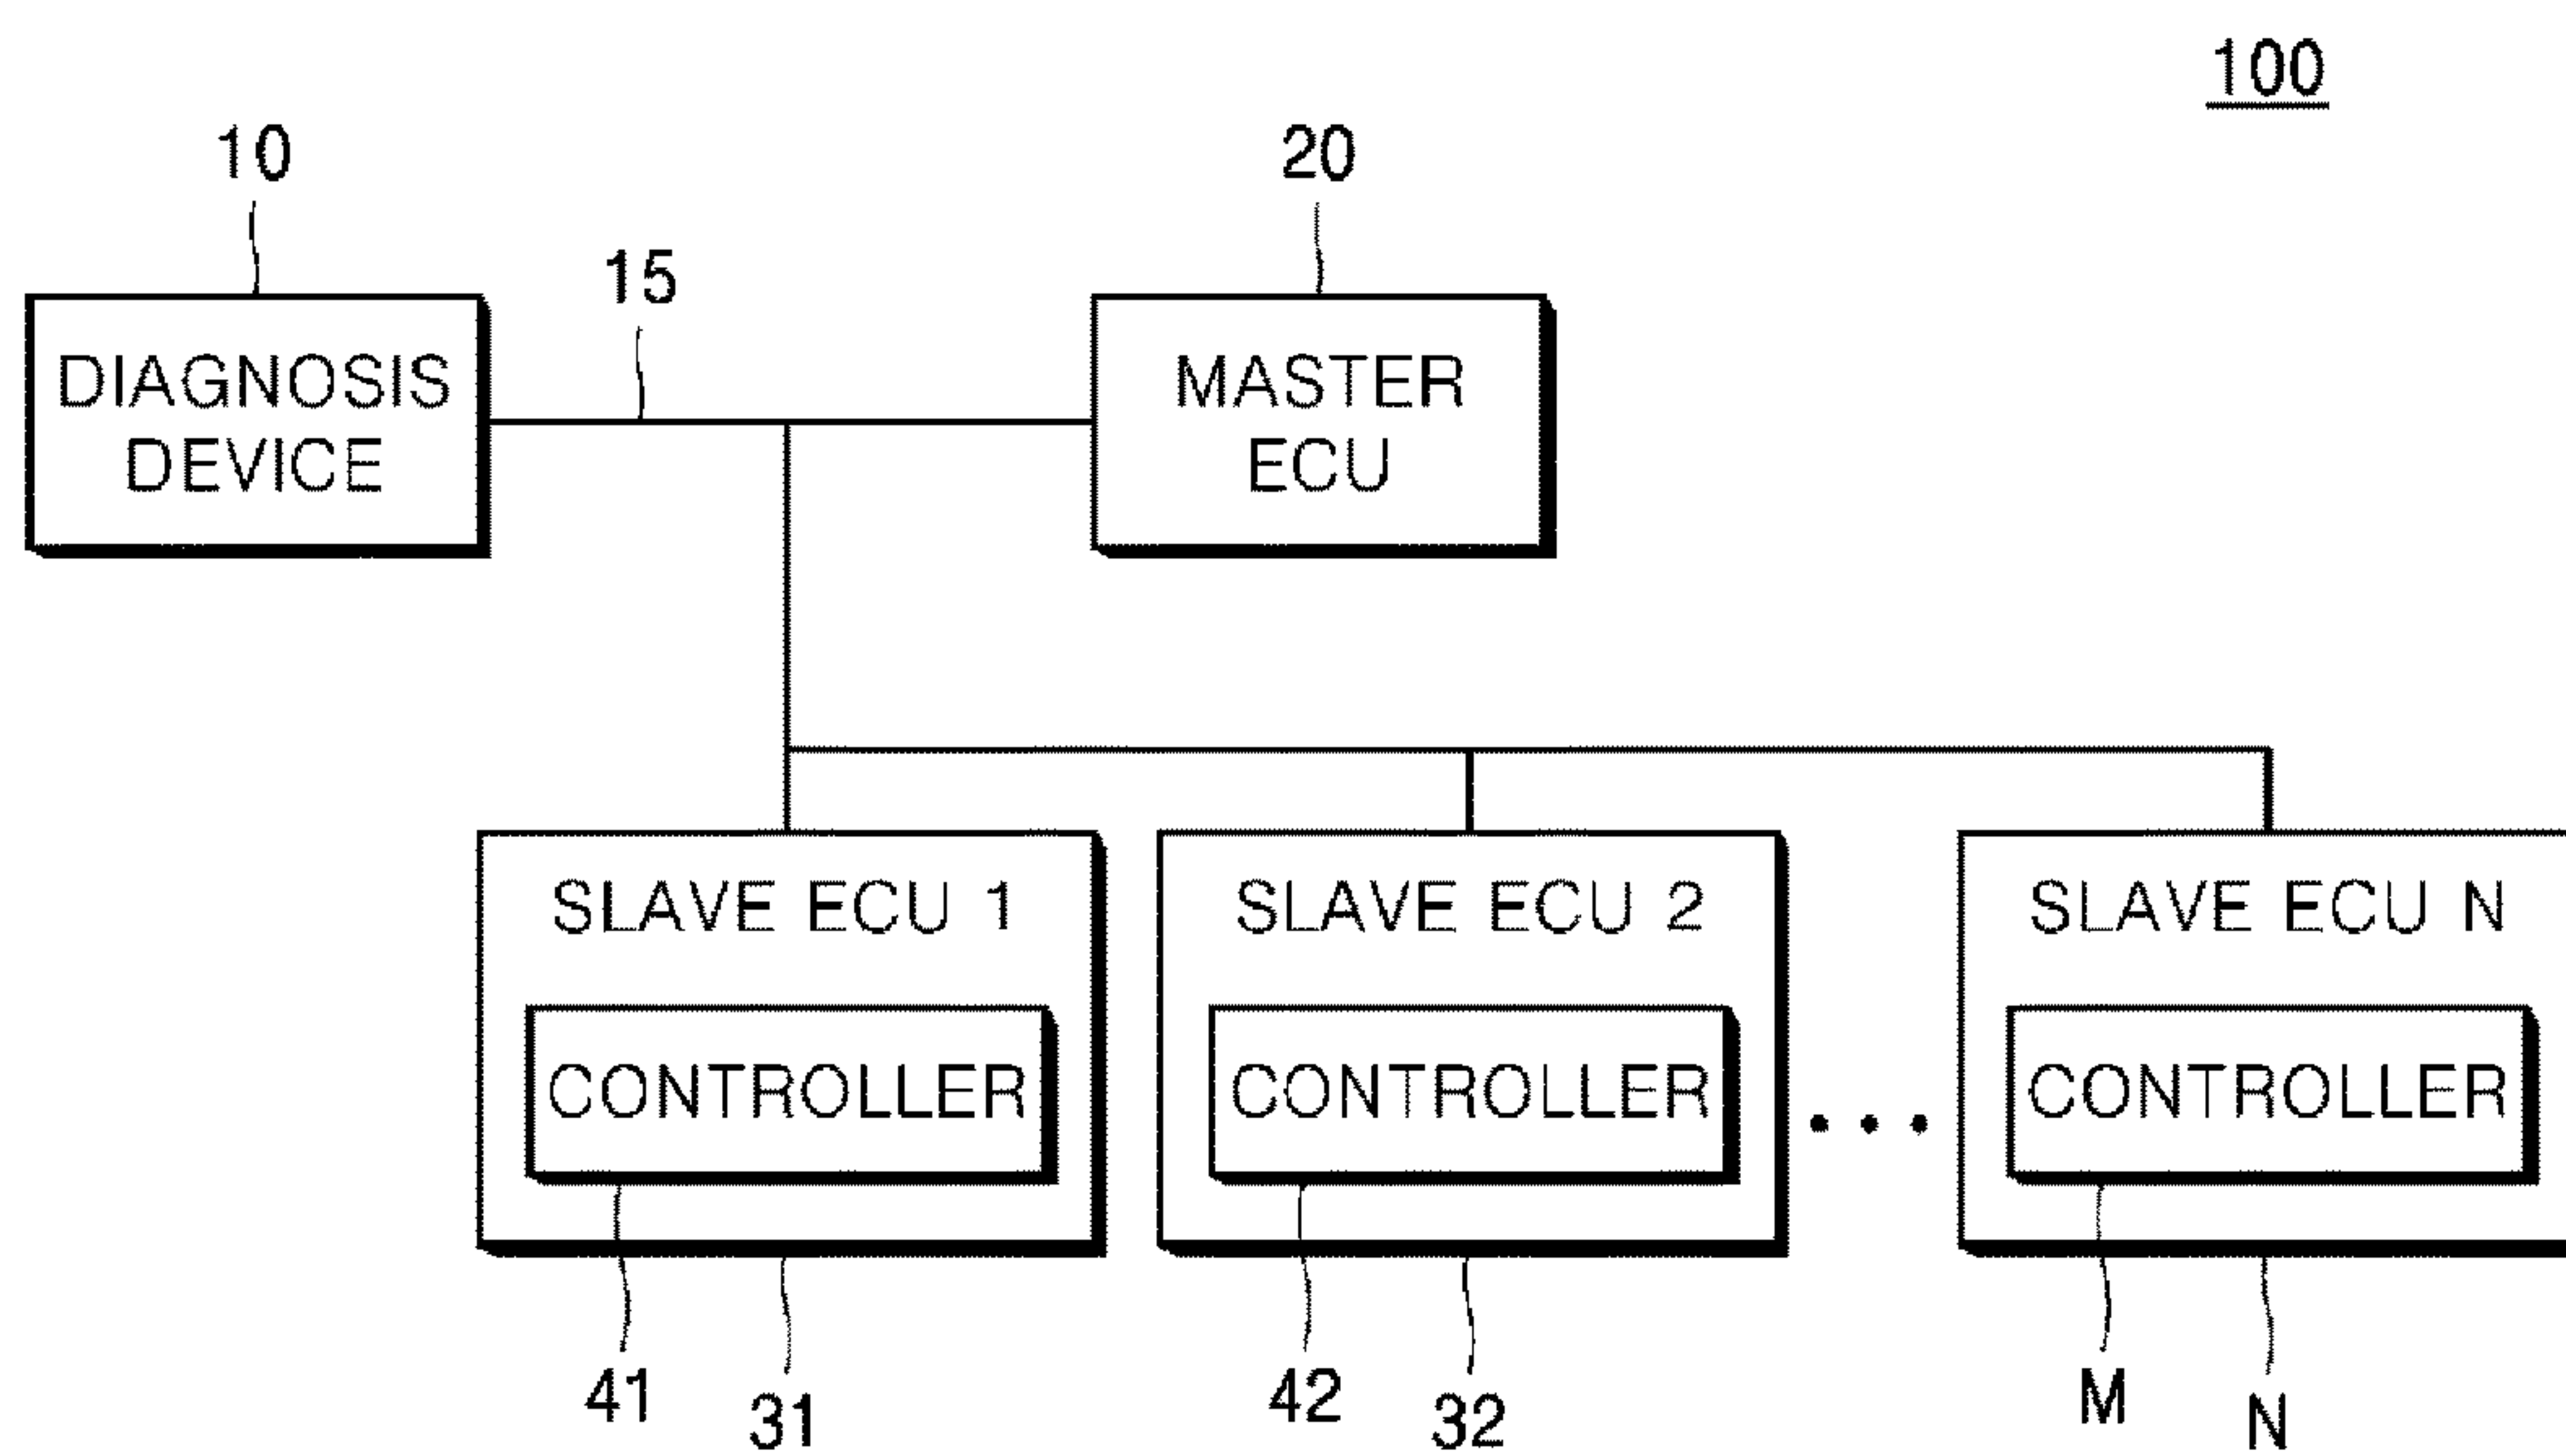 100
10
20
15
DIAGNOSIS
DEVICE
MASTER
ECU
SLAVE ECU 1
SLAVE ECU 2
SLAVE ECU N
CONTROLLER
CONTROLLER
...
CONTROLLER
41
31
42
32
M
N